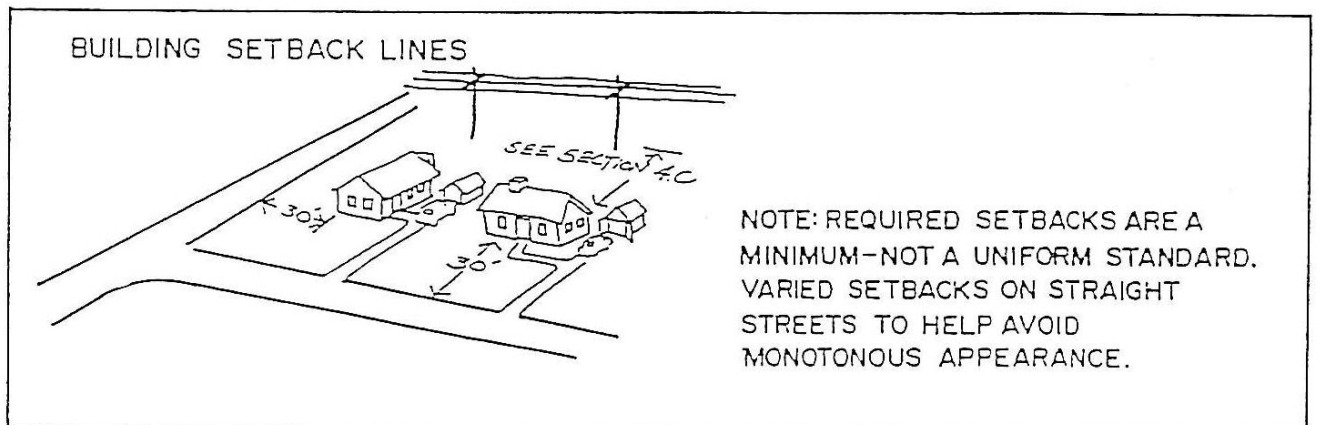 BUILDING SETBACK LINES
SEE SECTION 4.C
30'
30'
NOTE: REQUIRED SETBACKS ARE A
MINIMUM-NOT A UNIFORM STANDARD.
VARIED SETBACKS ON STRAIGHT
STREETS TO HELP AVOID
MONOTONOUS APPEARANCE.